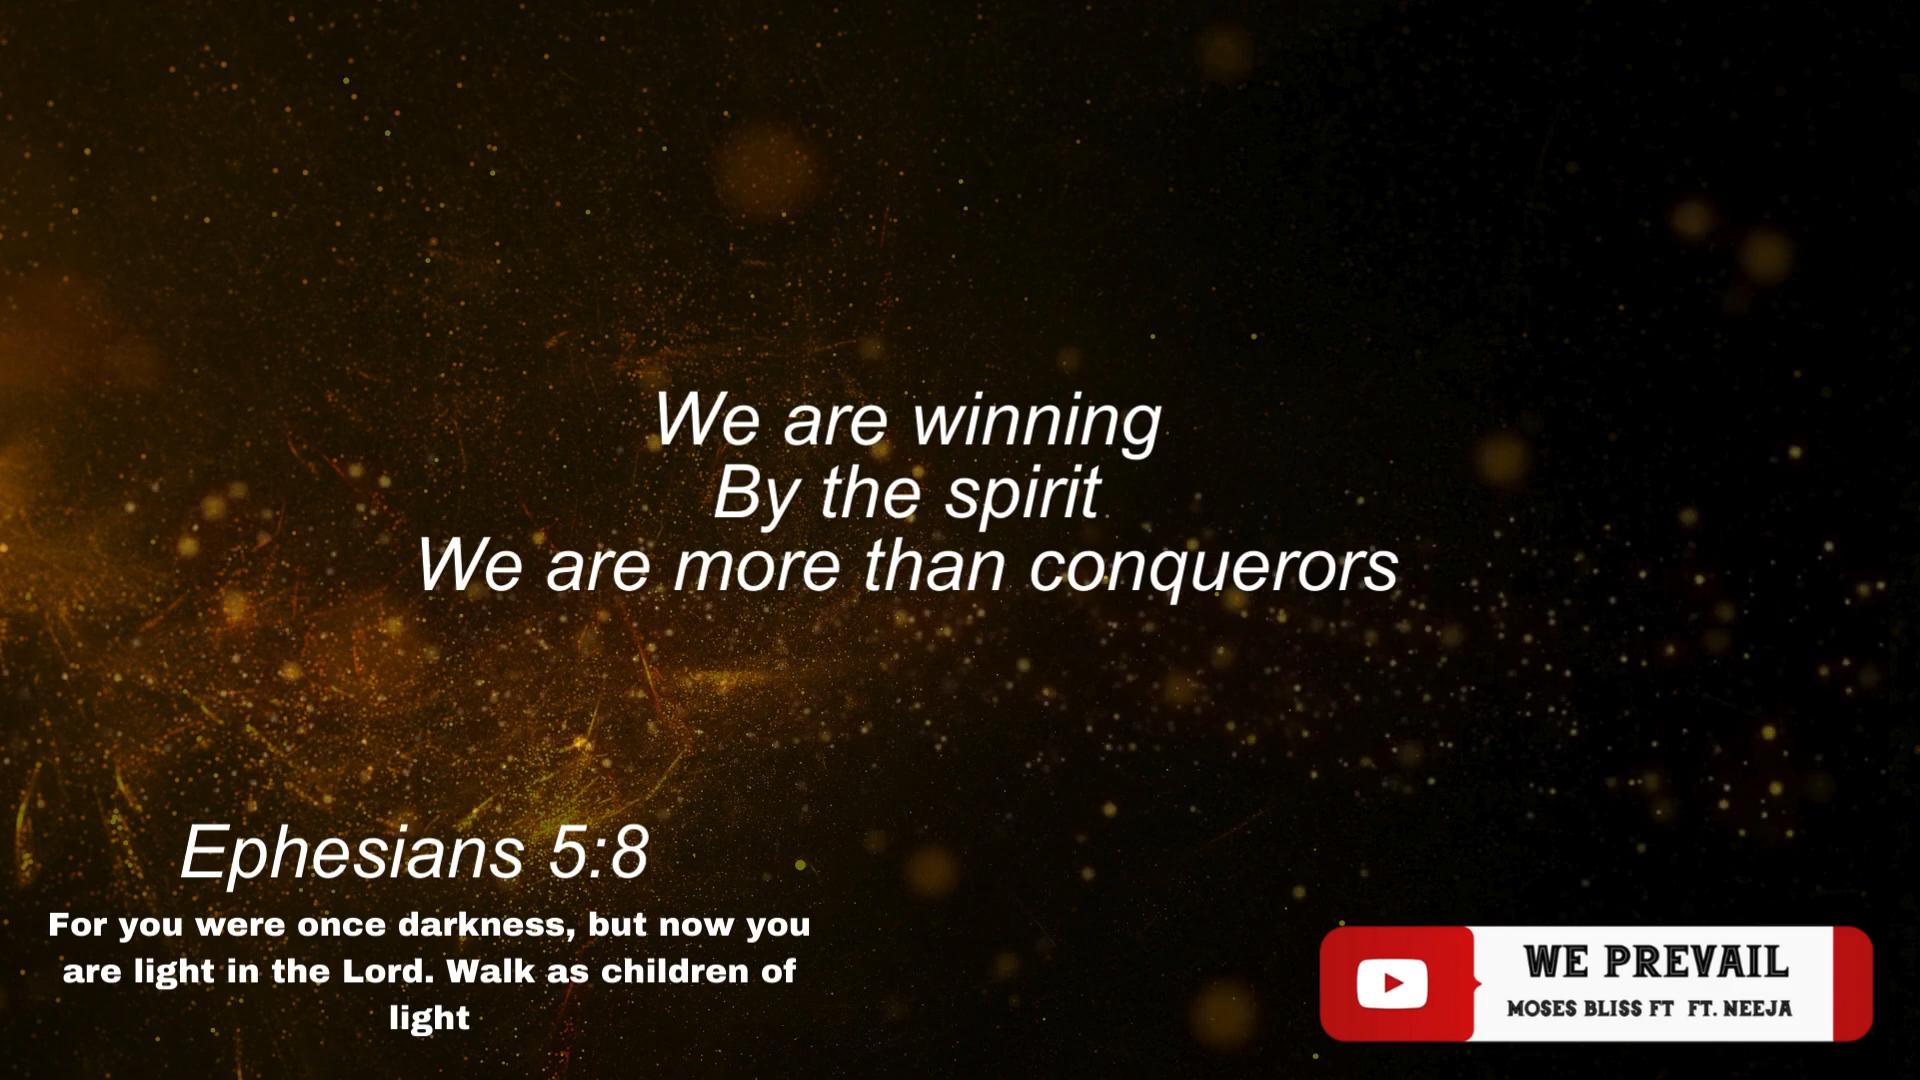 We are winning
By the spirit
We are more than conquerors
Ephesians 5:8
For you were once darkness, but now you
are light in the Lord. Walk as children of
light
WE PREVAIL
MOSES BLISS FT FT. NEEJA